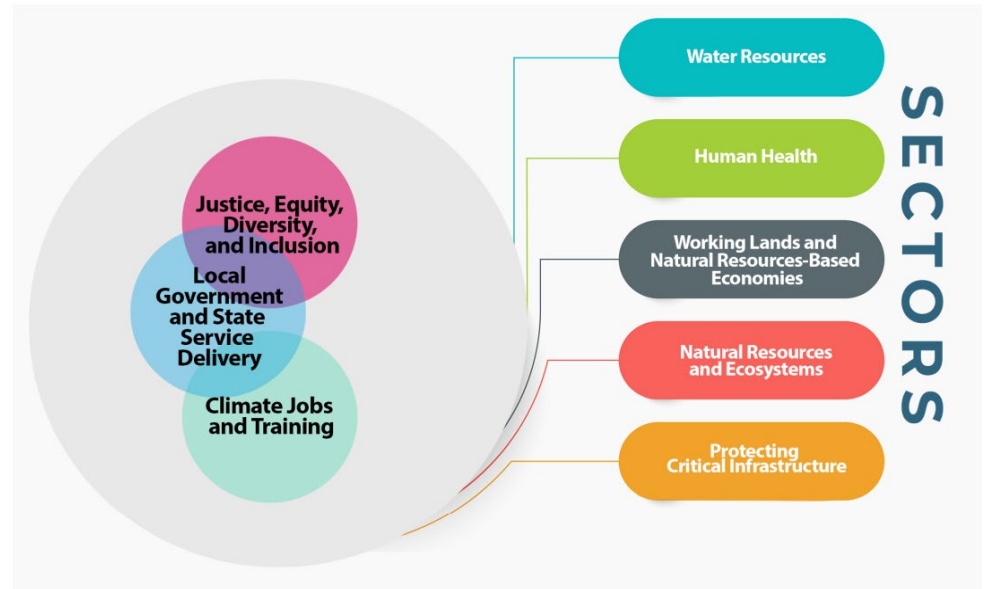 Justice, Equity,
Diversity,
and Inclusion
Local
Government
and State
Service
Delivery
Climate Jobs
and Training
Water Resources
Human Health
Working Lands and
Natural Resources-Based
Economies
Natural Resources
and Ecosystems
Protecting
Critical Infrastructure
SECTORS